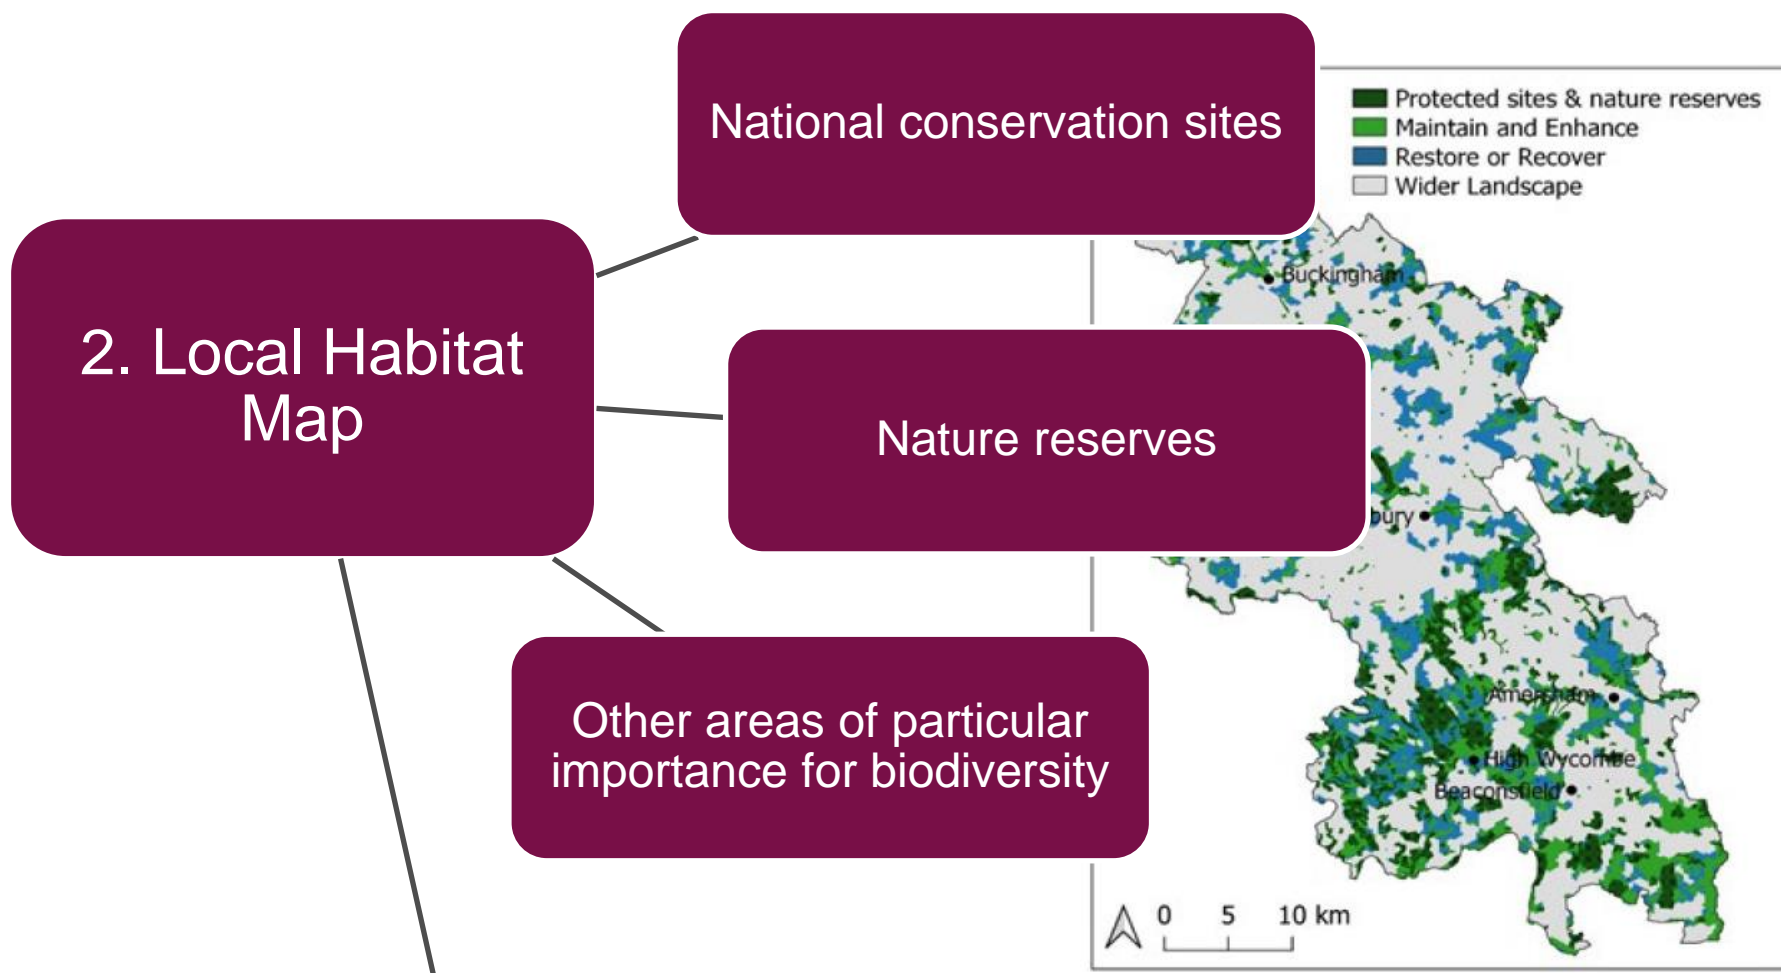 National conservation sites
Protected sites & nature reserves
Maintain and Enhance
Restore or Recover
Wider Landscape
2. Local Habitat
Map
Buckingham
Nature reserves
bury
Other areas of particular
importance for biodiversity
Amersham
High Wycombe
Beaconsfield
0 5 10 km